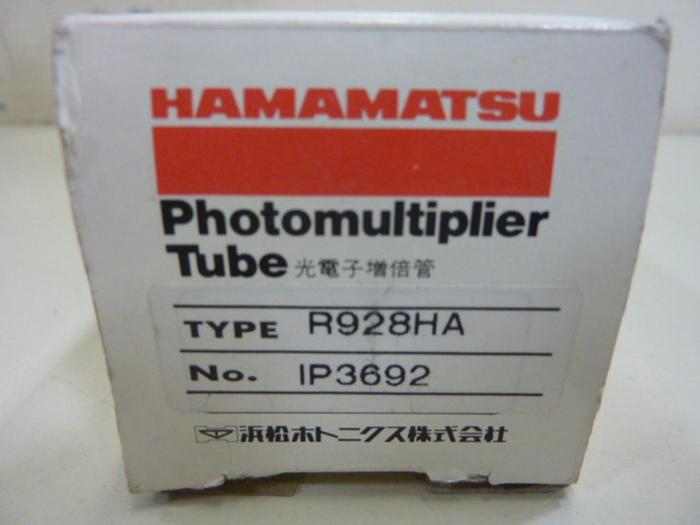 HAMAMATSU
Photomultiplier
Tube 光電子増倍管
TYPE R928HA
No. IP3692
浜松ホトニクス株式会社